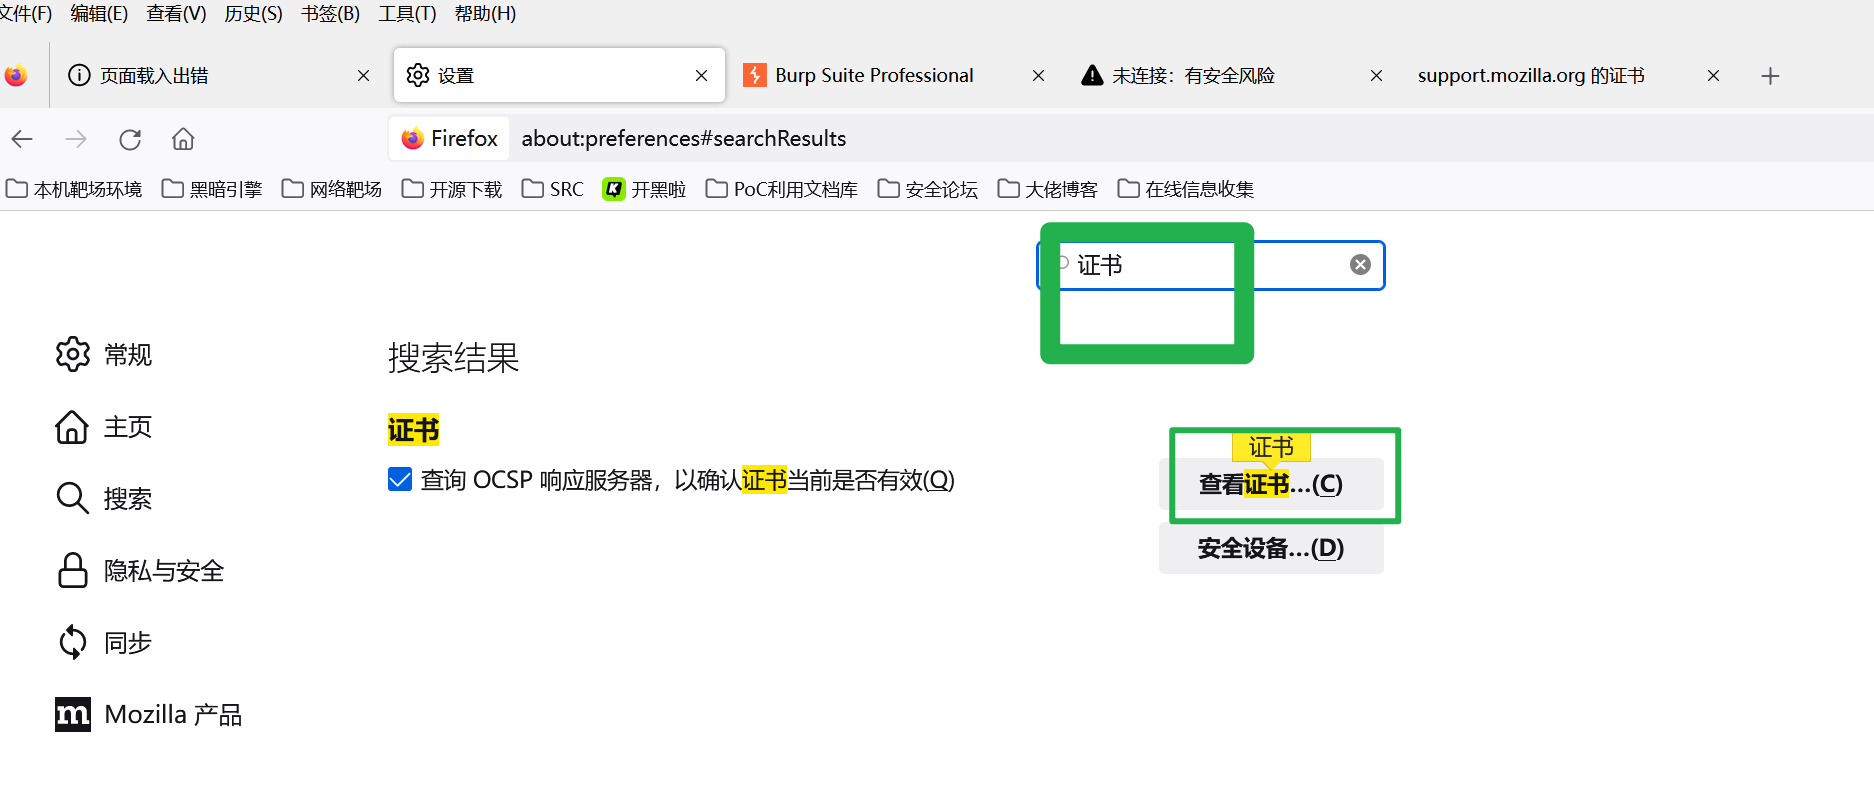 文件(F) 编辑(E) 查看(V) 历史(S) 书签(B) 工具(T) 帮助(H)
页面载入出错 设置 Burp Suite Professional 未连接：有安全风险 support.mozilla.org 的证书
Firefox about:preferences#searchResults
本机靶场环境 黑暗引擎 网络靶场 开源下载 SRC 开黑啦 PoC利用文档库 安全论坛 大佬博客 在线信息收集
证书
常规
主页
搜索
隐私与安全
同步
m Mozilla 产品
搜索结果
证书
查询 OCSP 响应服务器，以确认证书当前是否有效(Q)
证书
查看证书...(C)
安全设备...(D)